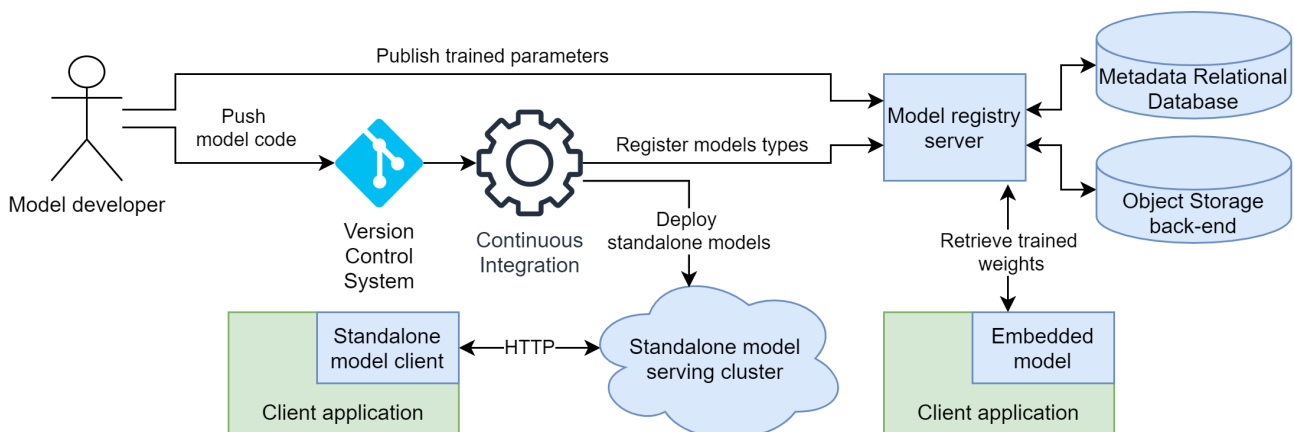 Publish trained parameters
Push
model code
Model developer
Version
Control
System
Continuous
Integration
Register models types
Deploy
standalone models
Model registry
server
Metadata Relational
Database
Object Storage
back-end
Retrieve trained
weights
Standalone
model client
Client application
HTTP
Standalone model
serving cluster
Embedded
model
Client application